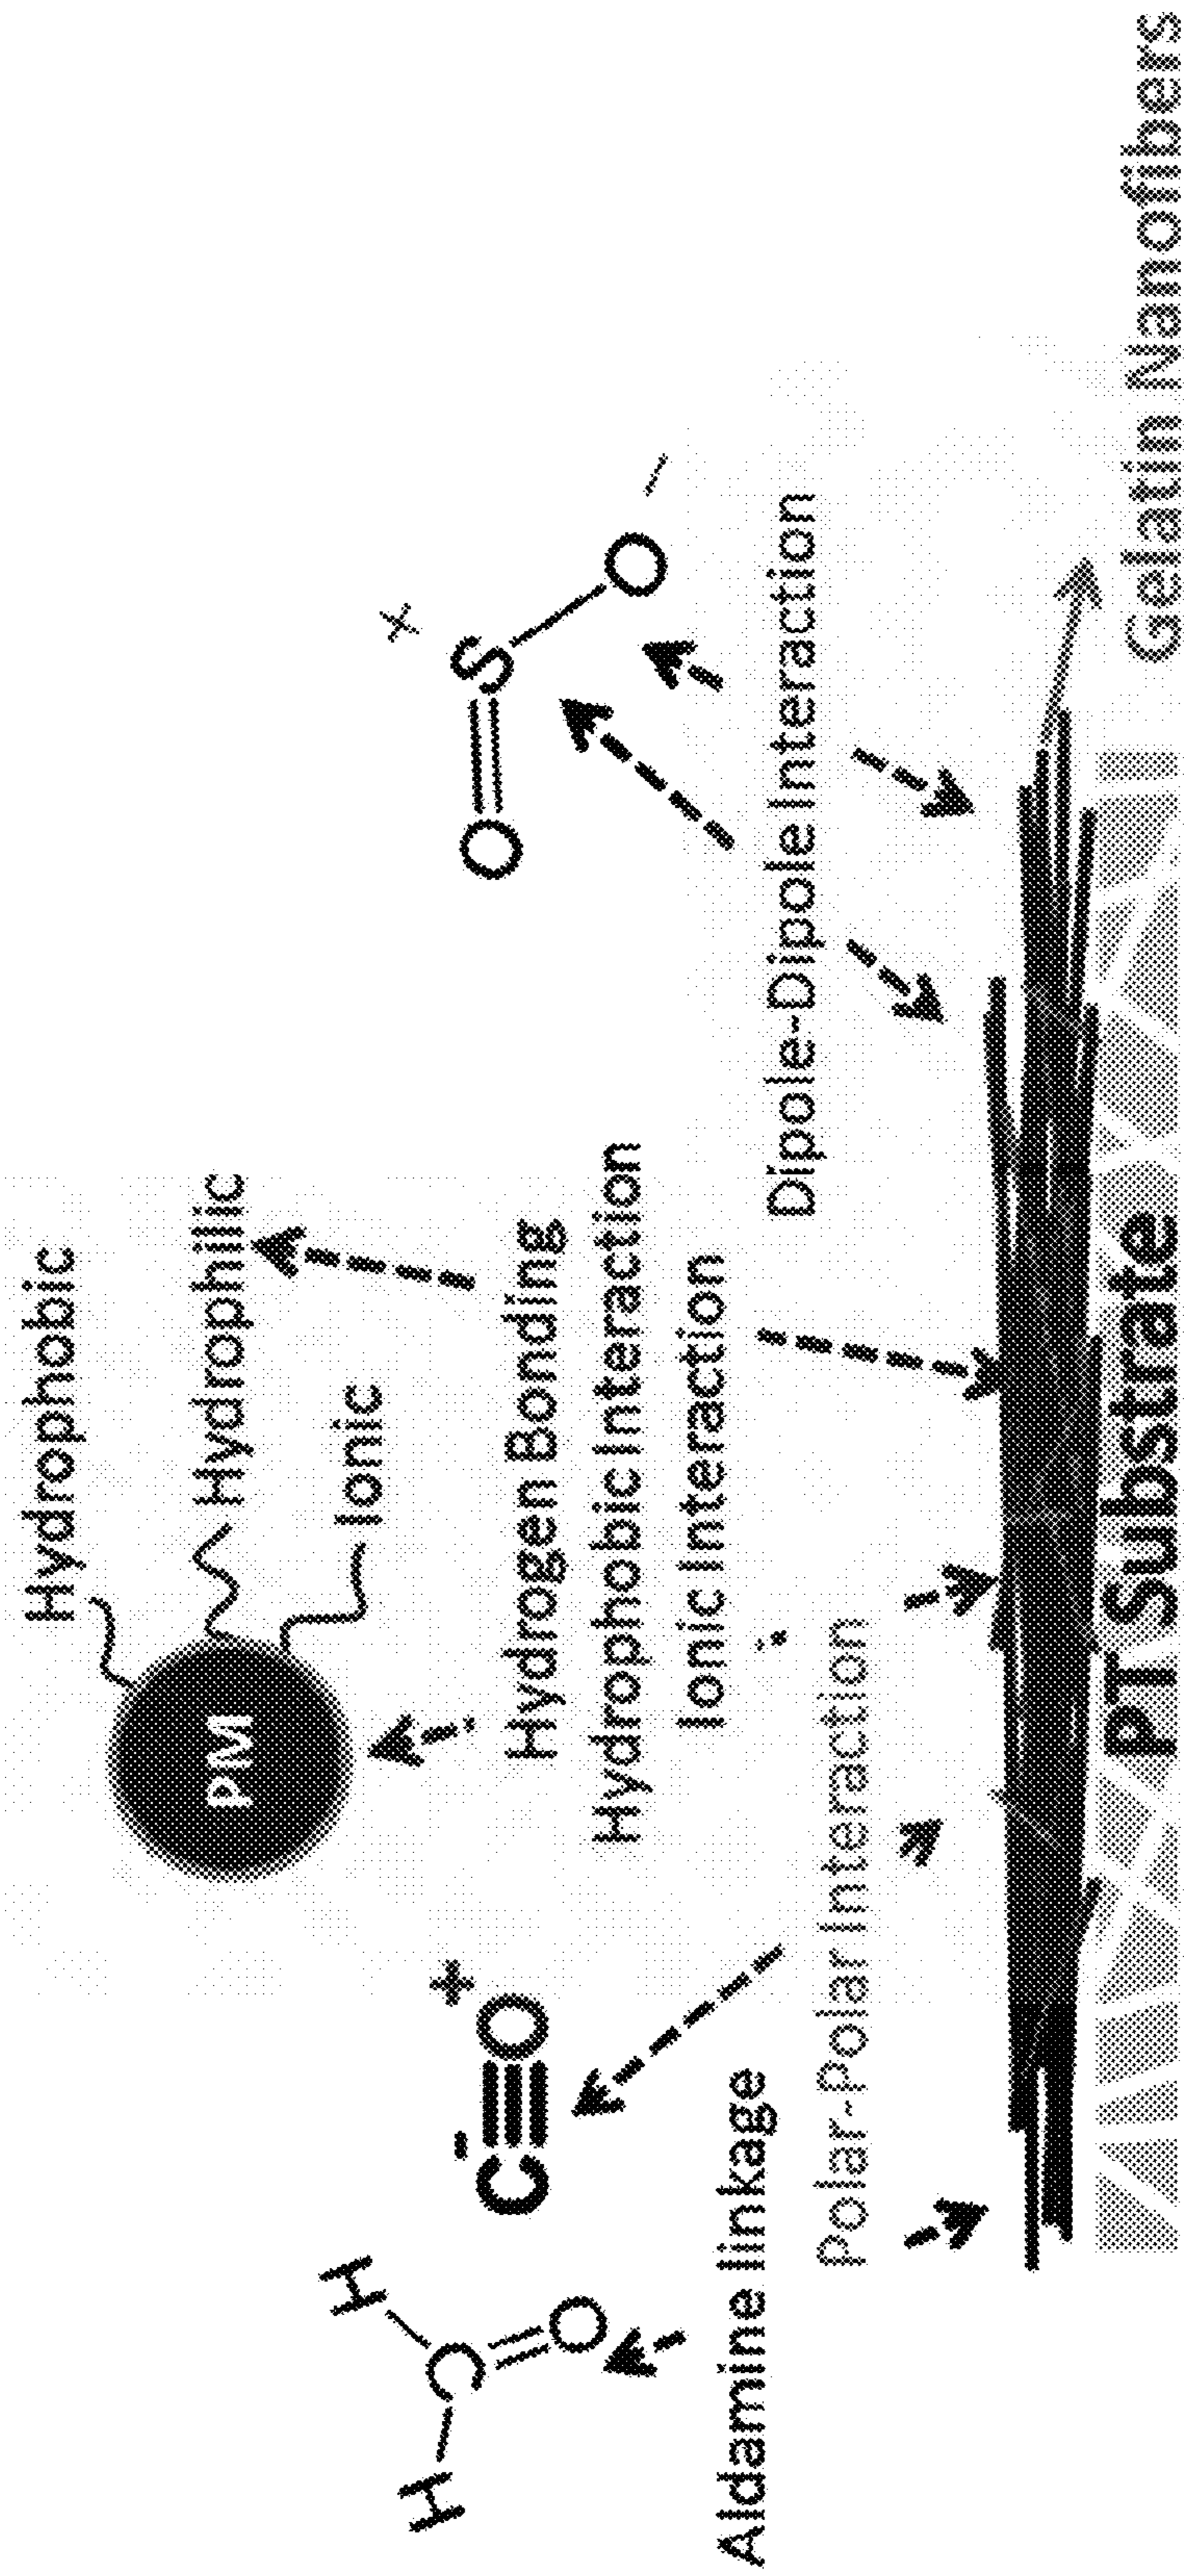 Hydrophobic
PM
Hydrophillic
Ionic
H
H
C
O
C≡O
-
+
O=S
+
O
-
Hydrogen Bonding
Hydrophobic Interaction
Ionic Interaction
Aldamine linkage
Polar-Polar Interaction
Dipole-Dipole Interaction
PT Substrate
Gelatin Nanofibers